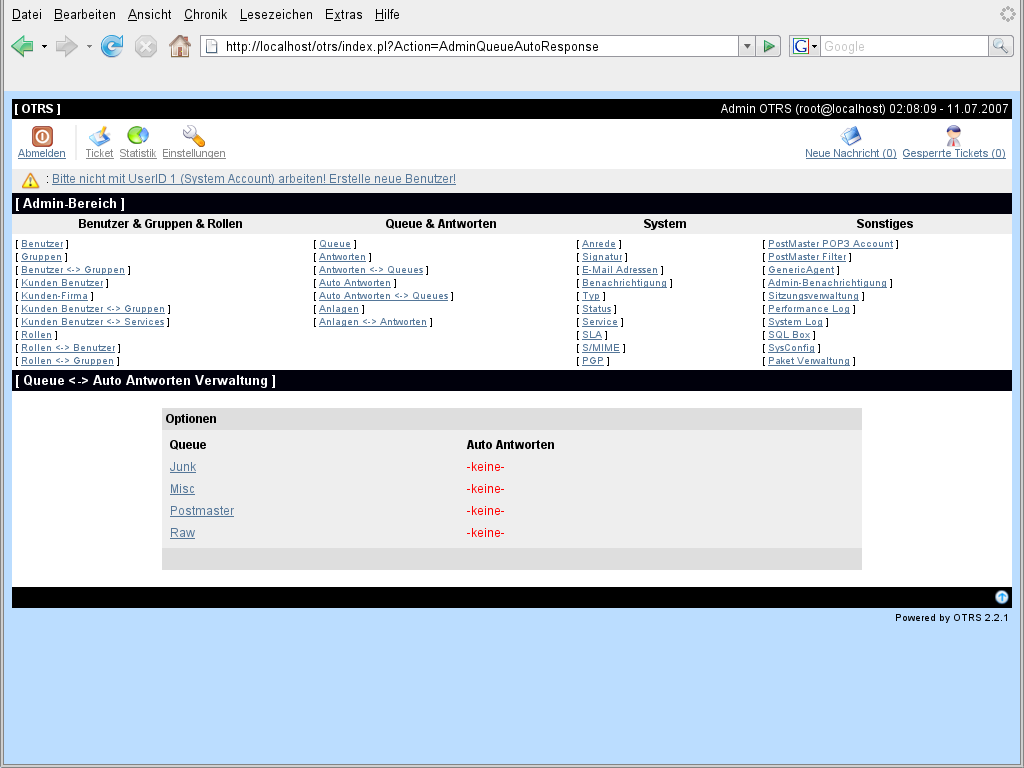 Datei Bearbeiten Ansicht Chronik Lesezeichen Extras Hilfe
http://localhost/otrs/index.pl?Action=AdminQueueAutoResponse
G Google
[ OTRS ] Admin OTRS (root@localhost) 02:08:09 - 11.07.2007
Abmelden Ticket Statistik Einstellungen Neue Nachricht (0) Gesperrte Tickets (0)
: Bitte nicht mit UserID 1 (System Account) arbeiten! Erstelle neue Benutzer!
[ Admin-Bereich ]
Benutzer & Gruppen & Rollen Queue & Antworten System Sonstiges
[ Benutzer ] [ Queue ] [ Anrede ] [ PostMaster POP3 Account ]
[ Gruppen ] [ Antworten ] [ Signatur ] [ PostMaster Filter ]
[ Benutzer <-> Gruppen ] [ Antworten <-> Queues ] [ E-Mail Adressen ] [ GenericAgent ]
[ Kunden Benutzer ] [ Auto Antworten ] [ Benachrichtigung ] [ Admin-Benachrichtigung ]
[ Kunden-Firma ] [ Auto Antworten <-> Queues ] [ Typ ] [ Sitzungsverwaltung ]
[ Kunden Benutzer <-> Gruppen ] [ Anlagen ] [ Status ] [ Performance Log ]
[ Kunden Benutzer <-> Services ] [ Anlagen <-> Antworten ] [ Service ] [ System Log ]
[ Rollen ] [ SLA ] [ SQL Box ]
[ Rollen <-> Benutzer ] [ S/MIME ] [ SysConfig ]
[ Rollen <-> Gruppen ] [ PGP ] [ Paket Verwaltung ]
[ Queue <-> Auto Antworten Verwaltung ]
Optionen
Queue Auto Antworten
Junk -keine-
Misc -keine-
Postmaster -keine-
Raw -keine-
Powered by OTRS 2.2.1